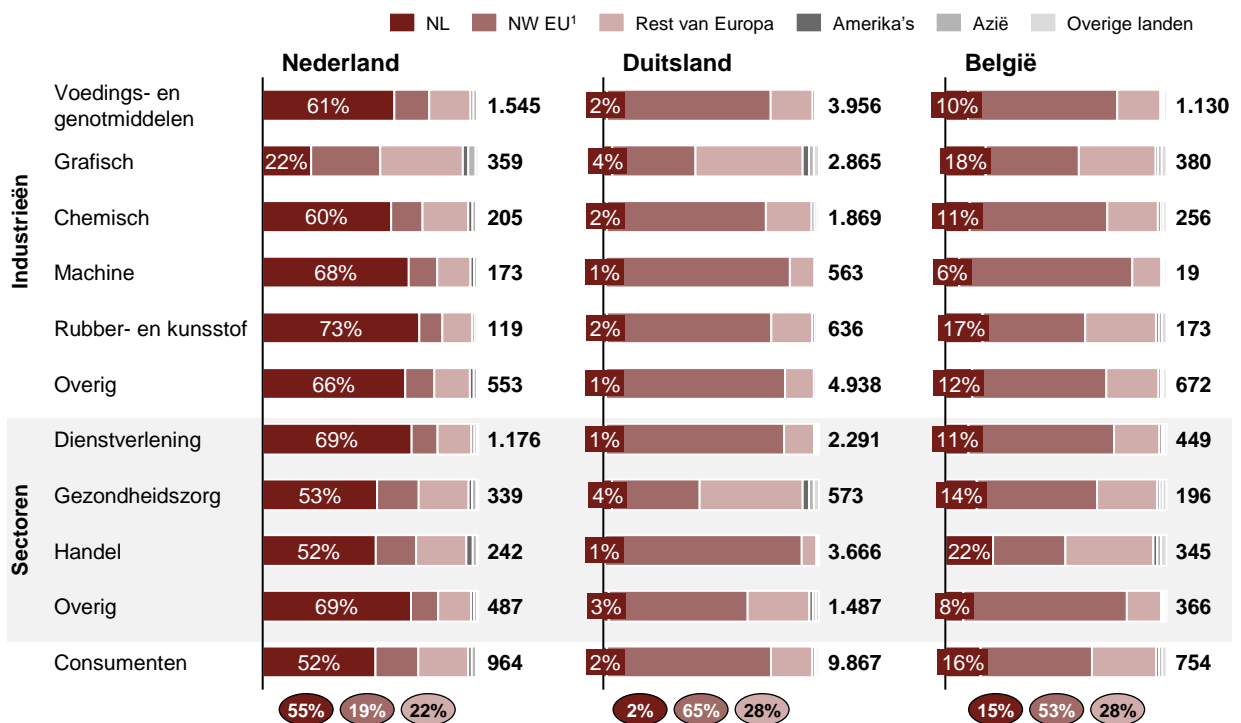 NL NW EU¹ Rest van Europa Amerika's Azië Overige landen
Nederland Duitsland België
Industrieën
Voedings- en
genotmiddelen 61% 1.545 2% 3.956 10% 1.130
Grafisch 22% 359 4% 2.865 18% 380
Chemisch 60% 205 2% 1.869 11% 256
Machine 68% 173 1% 563 6% 19
Rubber- en kunsstof 73% 119 2% 636 17% 173
Overig 66% 553 1% 4.938 12% 672
Sectoren
Dienstverlening 69% 1.176 1% 2.291 11% 449
Gezondheidszorg 53% 339 4% 573 14% 196
Handel 52% 242 1% 3.666 22% 345
Overig 69% 487 3% 1.487 8% 366
Consumenten 52% 964 2% 9.867 16% 754
55% 19% 22% 2% 65% 28% 15% 53% 28%